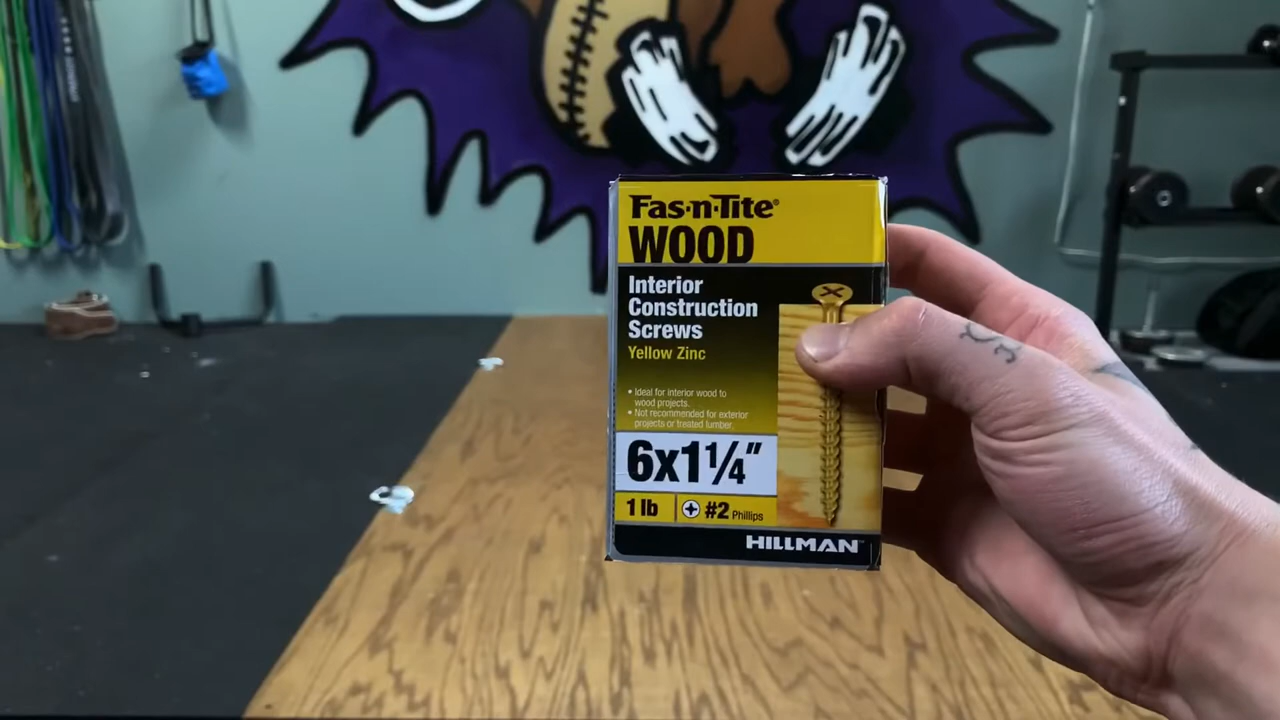 Fas·n·Tite®
WOOD
Interior
Construction
Screws
Yellow Zinc
• Ideal for interior wood to
wood projects.
• Not recommended for exterior
projects or treated lumber.
6x1¼"
1 lb
#2 Phillips
HILLMAN™